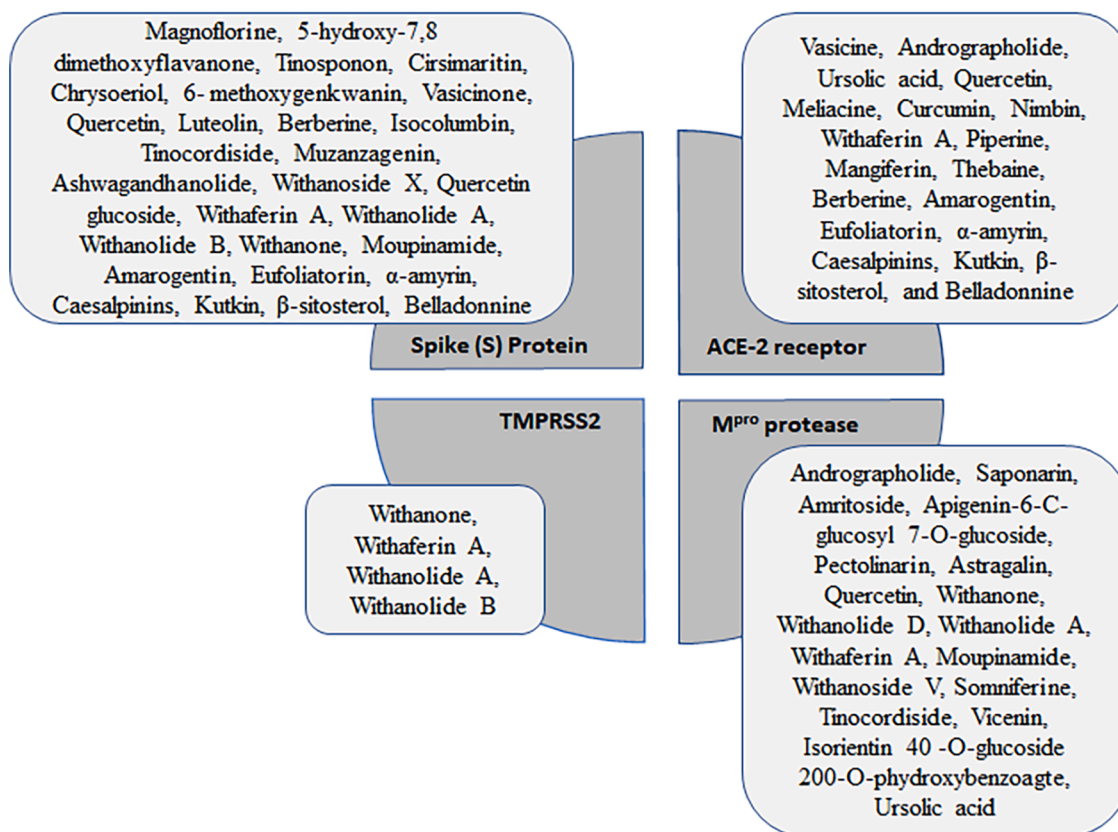 Magnoflorine, 5-hydroxy-7,8
dimethoxyflavanone, Tinosponon, Cirsimaritin,
Chrysoeriol, 6- methoxygenkwanin, Vasicinone,
Quercetin, Luteolin, Berberine, Isocolumbin,
Tinocordiside, Muzanzagenin,
Ashwagandhanolide, Withanoside X, Quercetin
glucoside, Withaferin A, Withanolide A,
Withanolide B, Withanone, Moupinamide,
Amarogentin, Eufoliatorin, α-amyrin,
Caesalpinins, Kutkin, β-sitosterol, Belladonnine
Spike (S) Protein
Vasicine, Andrographolide,
Ursolic acid, Quercetin,
Meliacine, Curcumin, Nimbin,
Withaferin A, Piperine,
Mangiferin, Thebaine,
Berberine, Amarogentin,
Eufoliatorin, α-amyrin,
Caesalpinins, Kutkin, β-
sitosterol, and Belladonnine
ACE-2 receptor
TMPRSS2
Withanone,
Withaferin A,
Withanolide A,
Withanolide B
Mᵖʳᵒ protease
Andrographolide, Saponarin,
Amritoside, Apigenin-6-C-
glucosyl 7-O-glucoside,
Pectolinarin, Astragalin,
Quercetin, Withanone,
Withanolide D, Withanolide A,
Withaferin A, Moupinamide,
Withanoside V, Somniferine,
Tinocordiside, Vicenin,
Isorientin 40 -O-glucoside
200-O-phydroxybenzoagte,
Ursolic acid